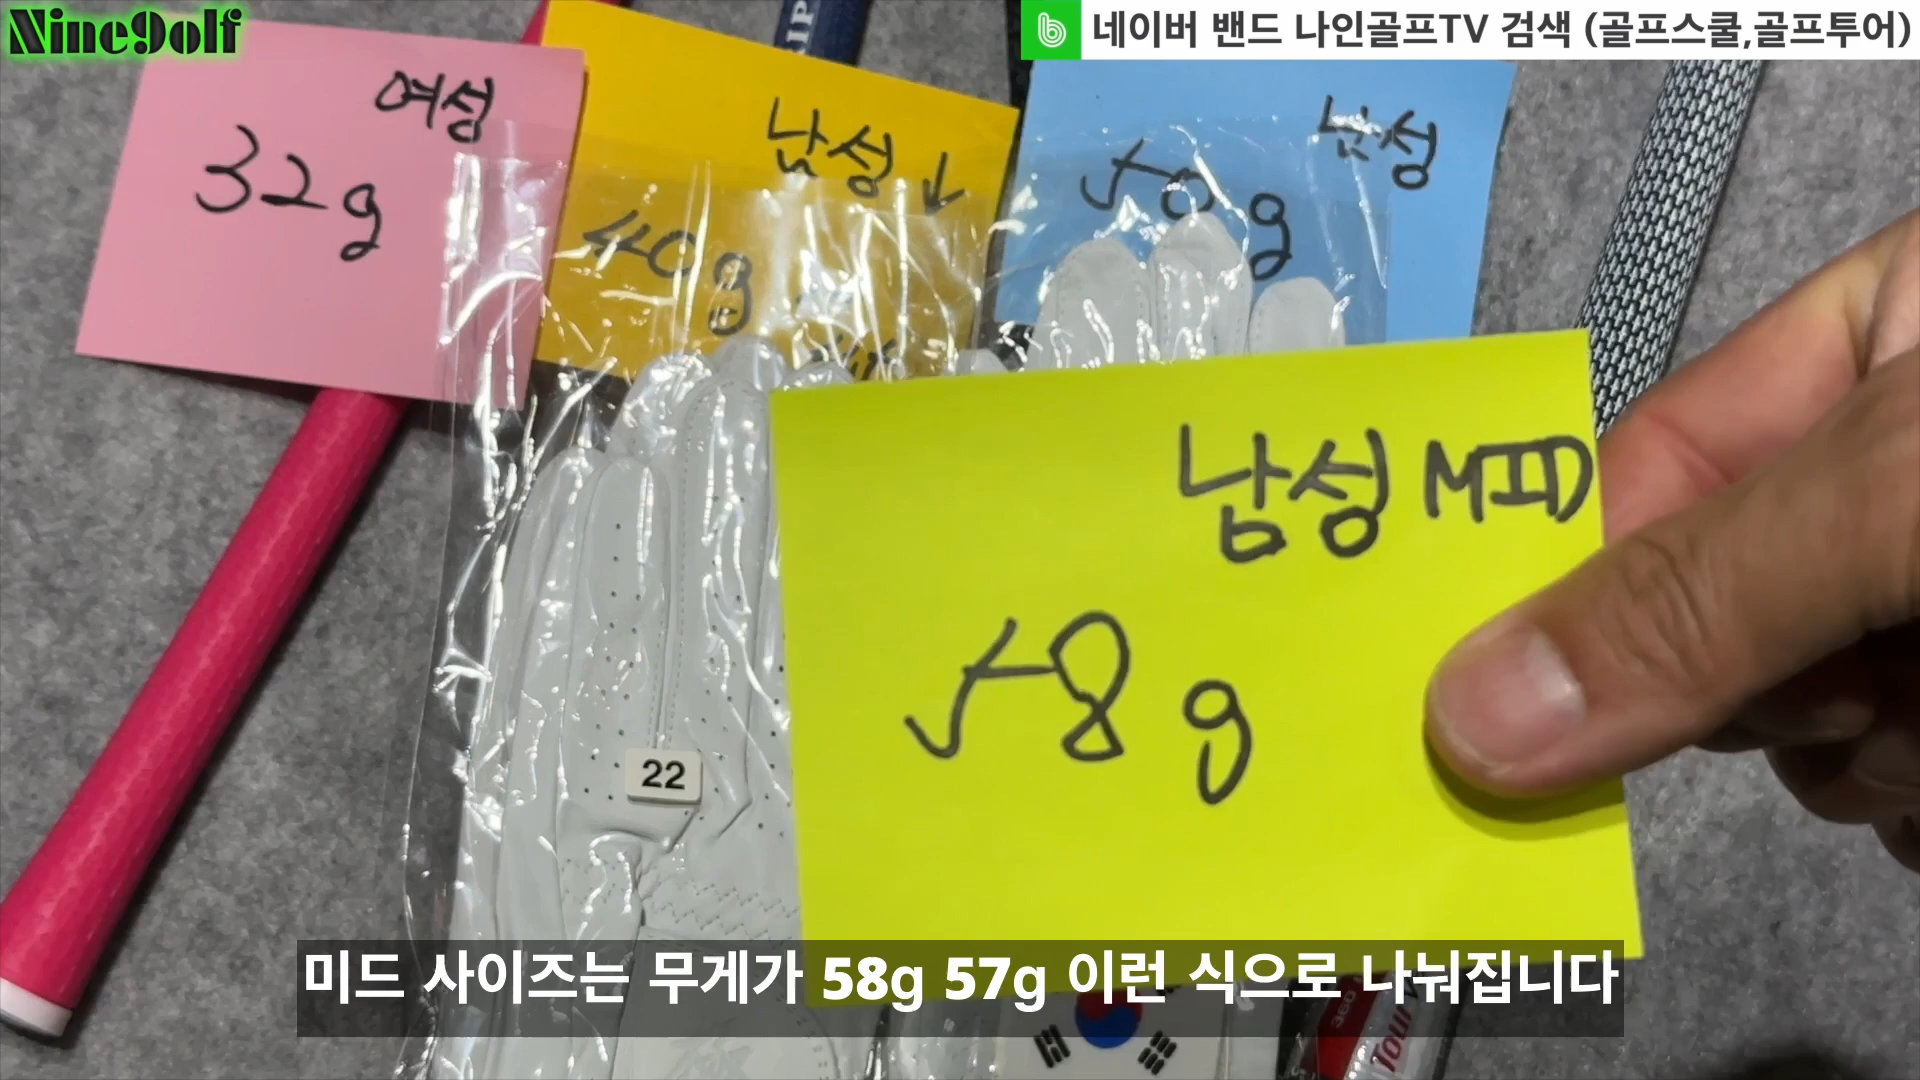 Nine9olf
네이버 밴드 나인골프TV 검색 (골프스쿨,골프투어)
여성
32g
남성 ↓
40g
남성
50g
남성 MID
58g
22
미드 사이즈는 무게가 58g 57g 이런 식으로 나눠집니다
360
Tour